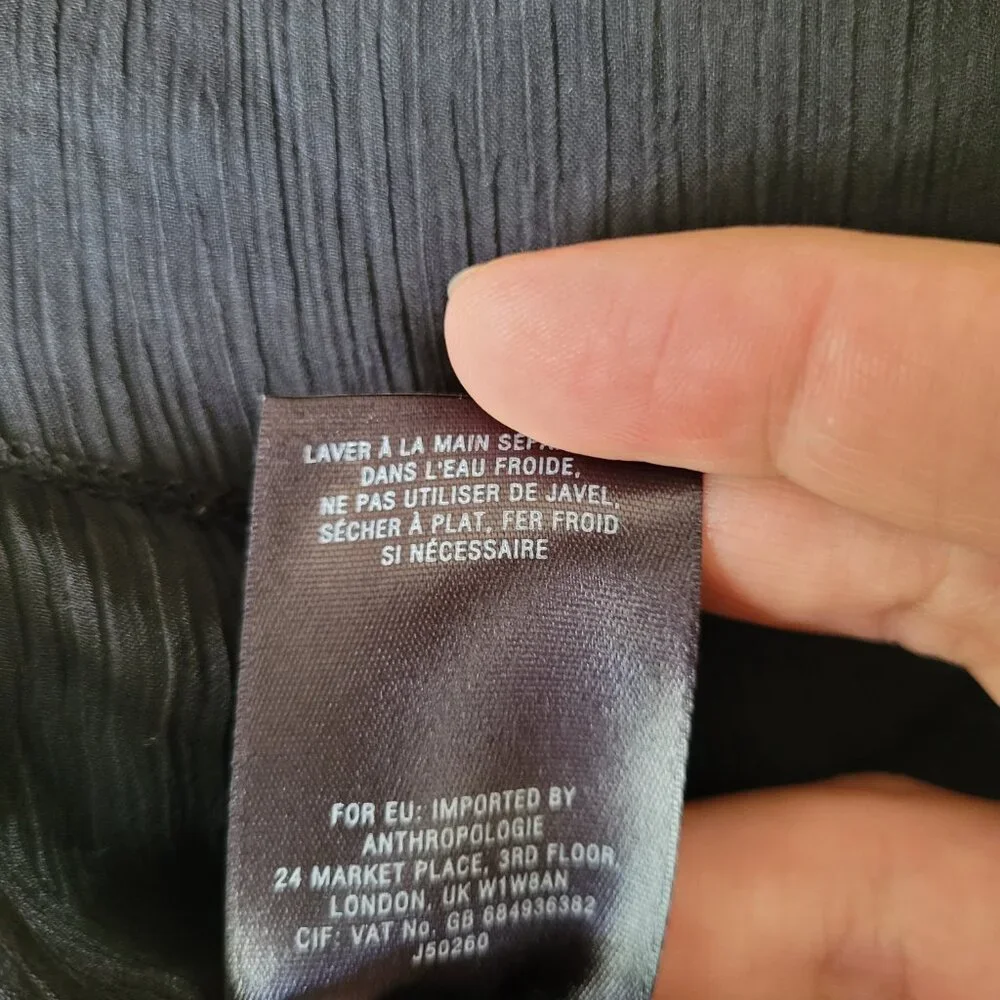 LAVER À LA MAIN
DANS L'EAU FROIDE,
NE PAS UTILISER DE JAVEL,
SÉCHER À PLAT, FER FROID
SI NÉCESSAIRE
FOR EU: IMPORTED BY
ANTHROPOLOGIE
24 MARKET PLACE, 3RD FLOOR,
LONDON, UK W1W8AN
CIF: VAT No. GB 684936382
J50260